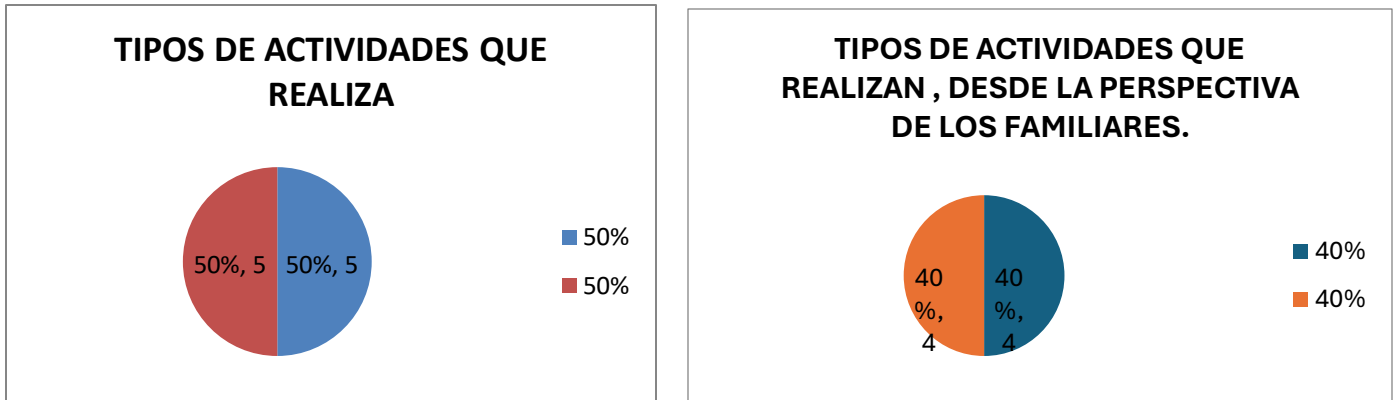 TIPOS DE ACTIVIDADES QUE
REALIZA
50%, 5
50%, 5
50%
50%
TIPOS DE ACTIVIDADES QUE
REALIZAN , DESDE LA PERSPECTIVA
DE LOS FAMILIARES.
40
%,
4
40
%,
4
40%
40%